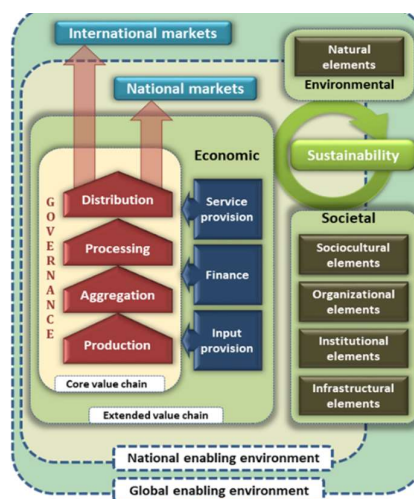 International markets
National markets
Natural
elements
Environmental
Sustainability
Economic
GOVERNANCE
Distribution
Processing
Aggregation
Production
Core value chain
Service
provision
Finance
Input
provision
Extended value chain
Societal
Sociocultural
elements
Organizational
elements
Institutional
elements
Infrastructural
elements
National enabling environment
Global enabling environment